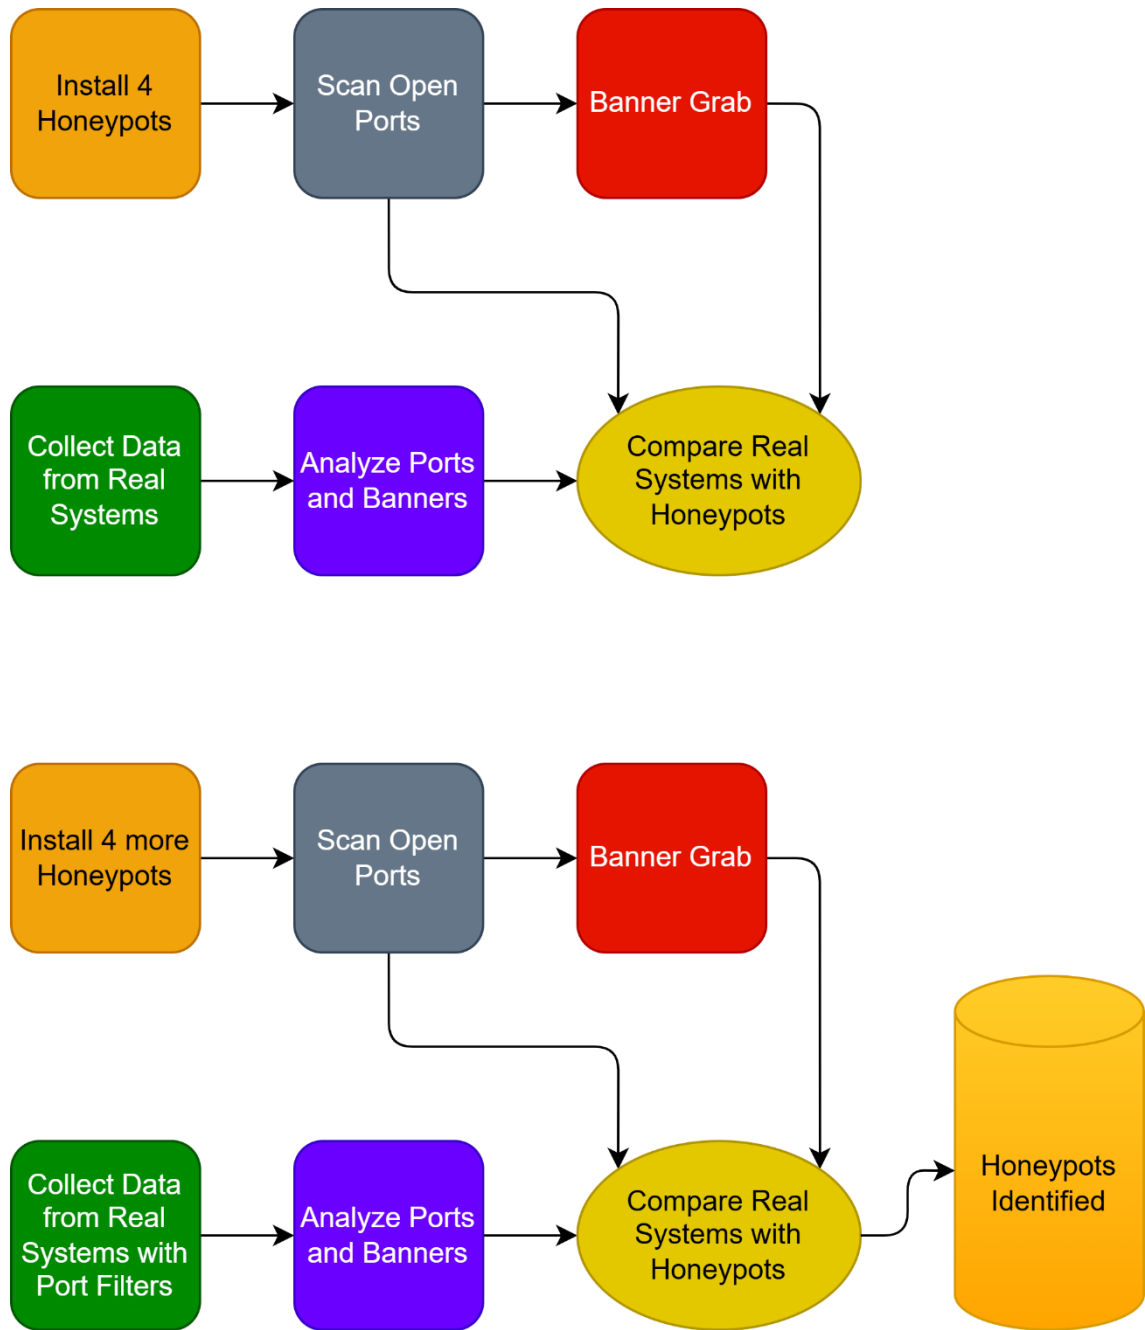 Install 4
Honeypots
Scan Open
Ports
Banner Grab
Collect Data
from Real
Systems
Analyze Ports
and Banners
Compare Real
Systems with
Honeypots
Install 4 more
Honeypots
Scan Open
Ports
Banner Grab
Collect Data
from Real
Systems with
Port Filters
Analyze Ports
and Banners
Compare Real
Systems with
Honeypots
Honeypots
Identified